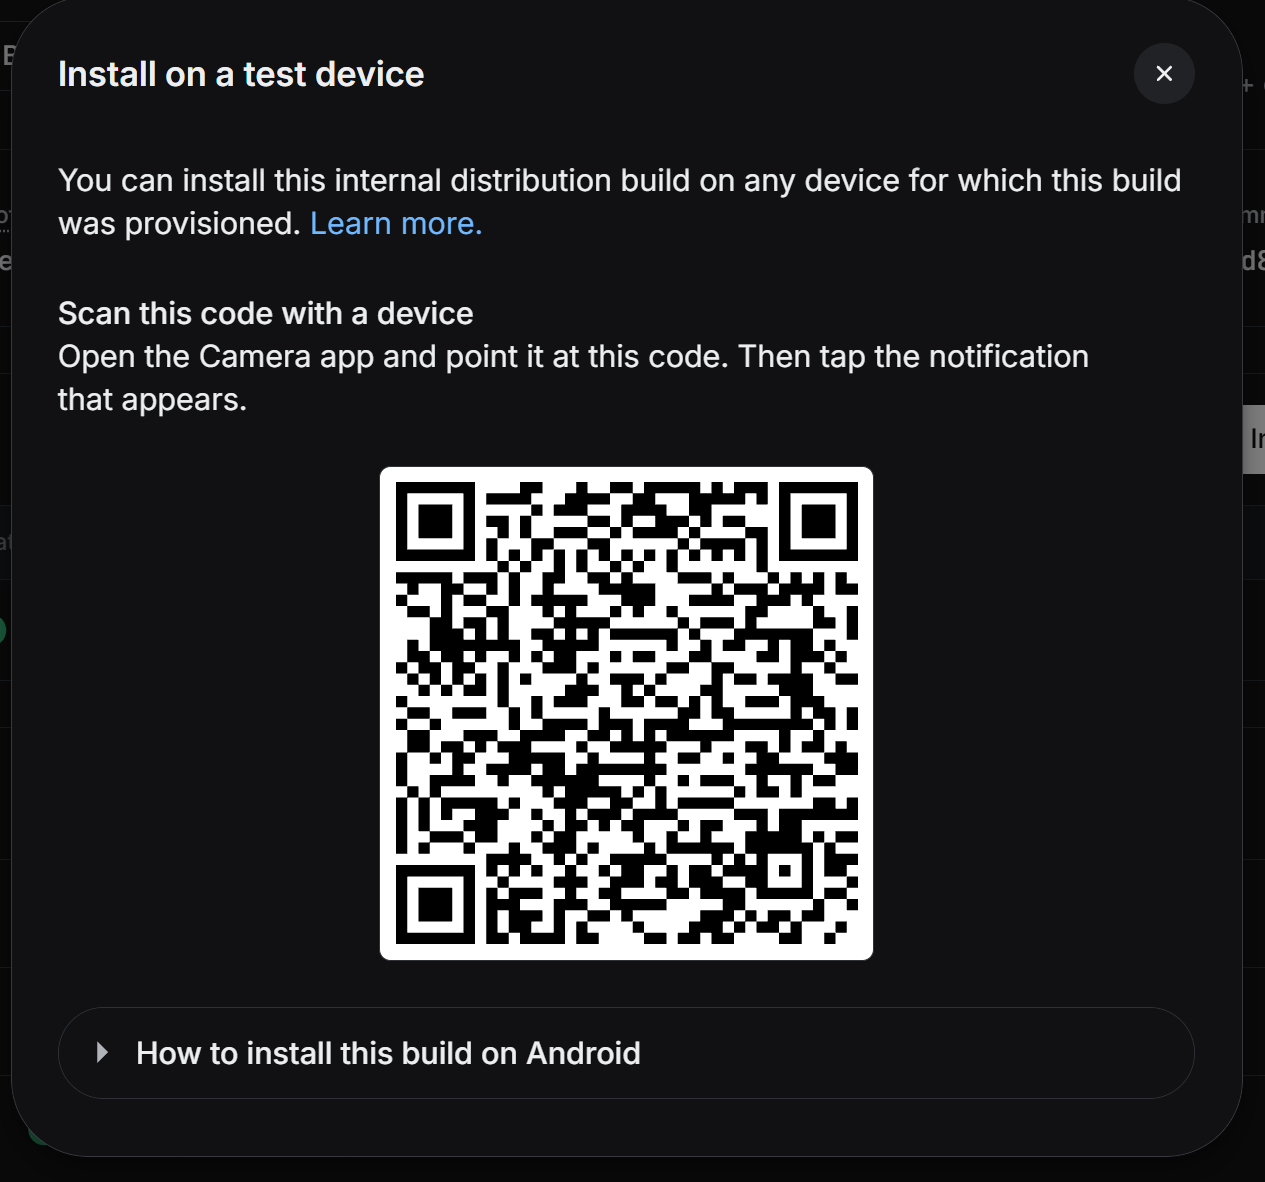 Install on a test device
You can install this internal distribution build on any device for which this build
was provisioned. Learn more.
Scan this code with a device
Open the Camera app and point it at this code. Then tap the notification
that appears.
How to install this build on Android